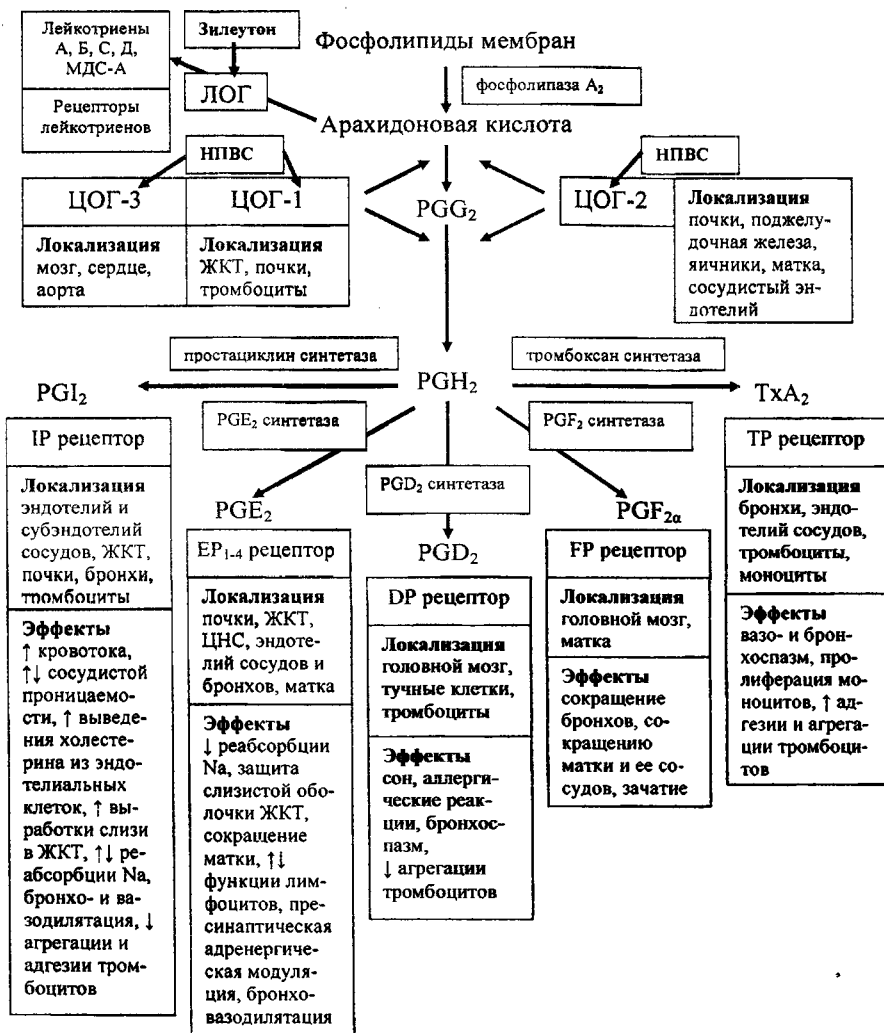 Лейкотриены
А, Б, С, Д,
МДС-А
Рецепторы
лейкотриенов
Зилеутон
ЛОГ
Фосфолипиды мембран
фосфолипаза А₂
Арахидоновая кислота
НПВС
НПВС
ЦОГ-3
ЦОГ-1
PGG₂
ЦОГ-2
Локализация
мозг, сердце,
аорта
Локализация
ЖКТ, почки,
тромбоциты
Локализация
почки, поджелу-
дочная железа,
яичники, матка,
сосудистый эн-
дотелий
простациклин синтетаза
тромбоксан синтетаза
PGI₂
PGH₂
TxA₂
PGE₂ синтетаза
PGF₂ синтетаза
PGD₂ синтетаза
IP рецептор
Локализация
эндотелий и
субэндотелий
сосудов, ЖКТ,
почки, бронхи,
тромбоциты
Эффекты
↑ кровотока,
↑↓ сосудистой
проницаемо-
сти, ↑ выведе-
ния холесте-
рина из эндо-
телиальных
клеток, ↑ вы-
работки слизи
в ЖКТ, ↑↓ ре-
абсорбции Na,
бронхо- и ва-
зодилятация, ↓
агрегации и
адгезии тром-
боцитов
PGE₂
EP₁₋₄ рецептор
Локализация
почки, ЖКТ,
ЦНС, эндоте-
лий сосудов и
бронхов, матка
Эффекты
↓ реабсорбции
Na, защита
слизистой обо-
лочки ЖКТ,
сокращение
матки, ↑↓
функции лим-
фоцитов, пре-
синаптическая
адренергиче-
ская модуля-
ция, бронхо-
вазодилятация
PGD₂
DP рецептор
Локализация
головной мозг,
тучные клетки,
тромбоциты
Эффекты
сон, аллерги-
ческие реак-
ции, бронхос-
пазм,
↓ агрегации
тромбоцитов
PGF₂α
FP рецептор
Локализация
головной мозг,
матка
Эффекты
сокращение
бронхов, со-
кращению
матки и ее со-
судов, зачатие
TP рецептор
Локализация
бронхи, эндо-
телий сосудов,
тромбоциты,
моноциты
Эффекты
вазо- и брон-
хоспазм, про-
лиферация мо-
ноцитов, ↑ ад-
гезии и агрега-
ции тромбоци-
тов